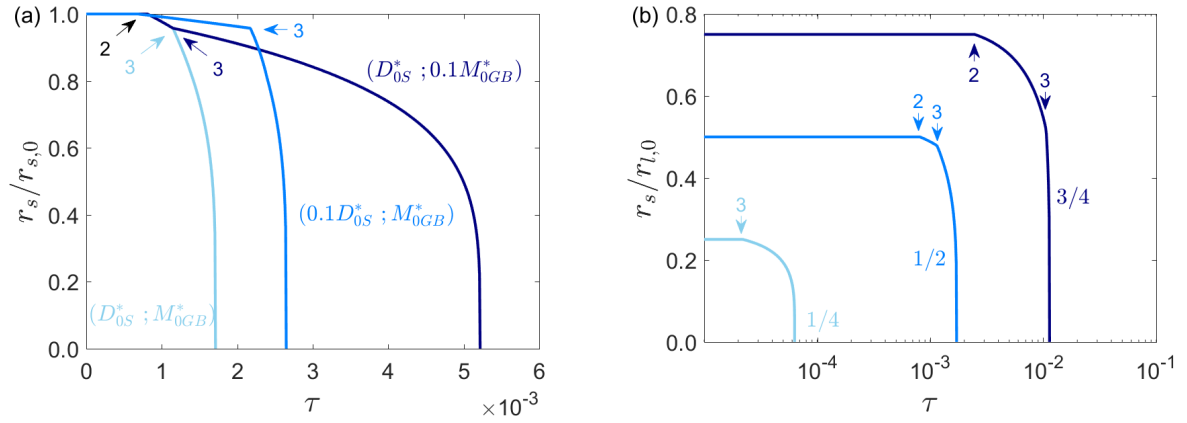 (a)
r_s/r_{s,0}
1.0
0.8
0.6
0.4
0.2
0.0
2
3
3
3
(D*_{0S} ; 0.1M*_{0GB})
(0.1D*_{0S} ; M*_{0GB})
(D*_{0S} ; M*_{0GB})
0 1 2 3 4 5 6
τ
×10^{-3}
(b)
r_s/r_{l,0}
0.8
0.6
0.4
0.2
0.0
2
3
2
3
3
3/4
1/2
1/4
10^{-4} 10^{-3} 10^{-2} 10^{-1}
τ